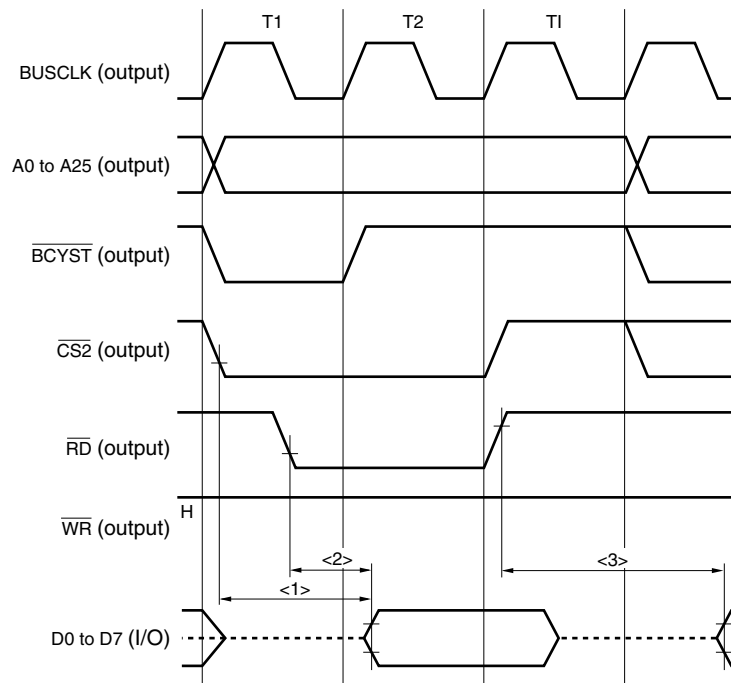 T1 T2 TI
BUSCLK (output)
A0 to A25 (output)
BCYST (output)
CS2 (output)
RD (output)
H
WR (output)
<2> <3>
<1>
D0 to D7 (I/O)